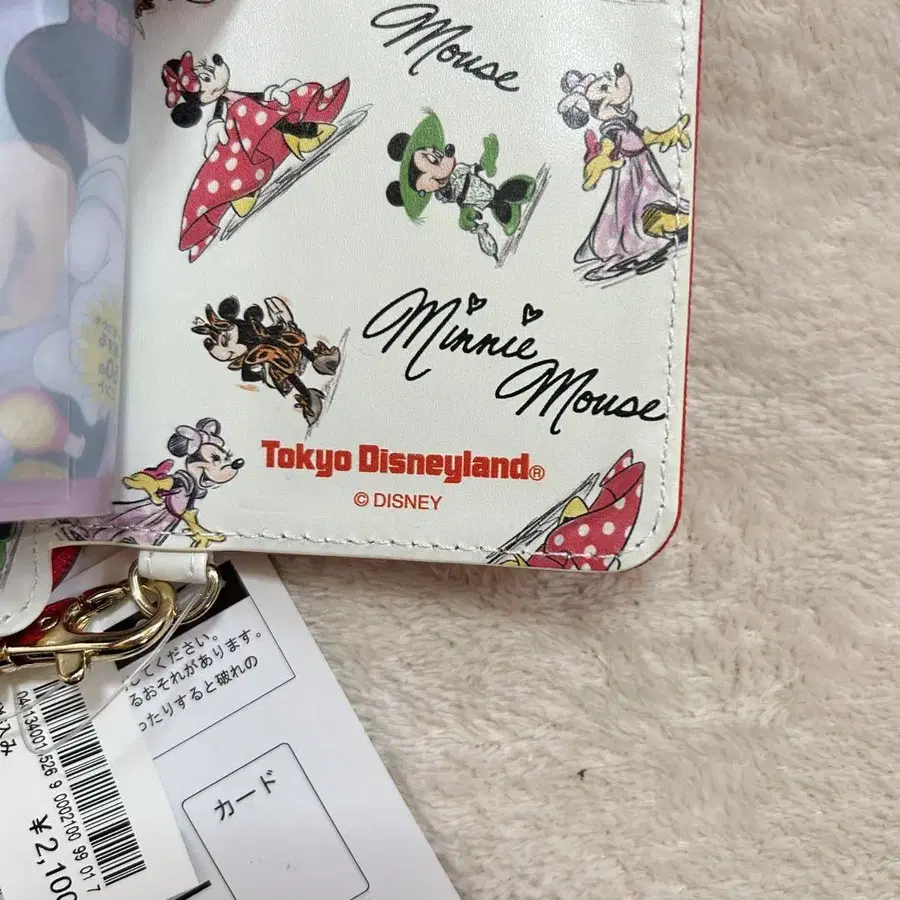 Mouse
Minnie
Mouse
Tokyo Disneyland®
© DISNEY
してください。
るおそれがあります。
ったりすると破れの
カード
¥2,100